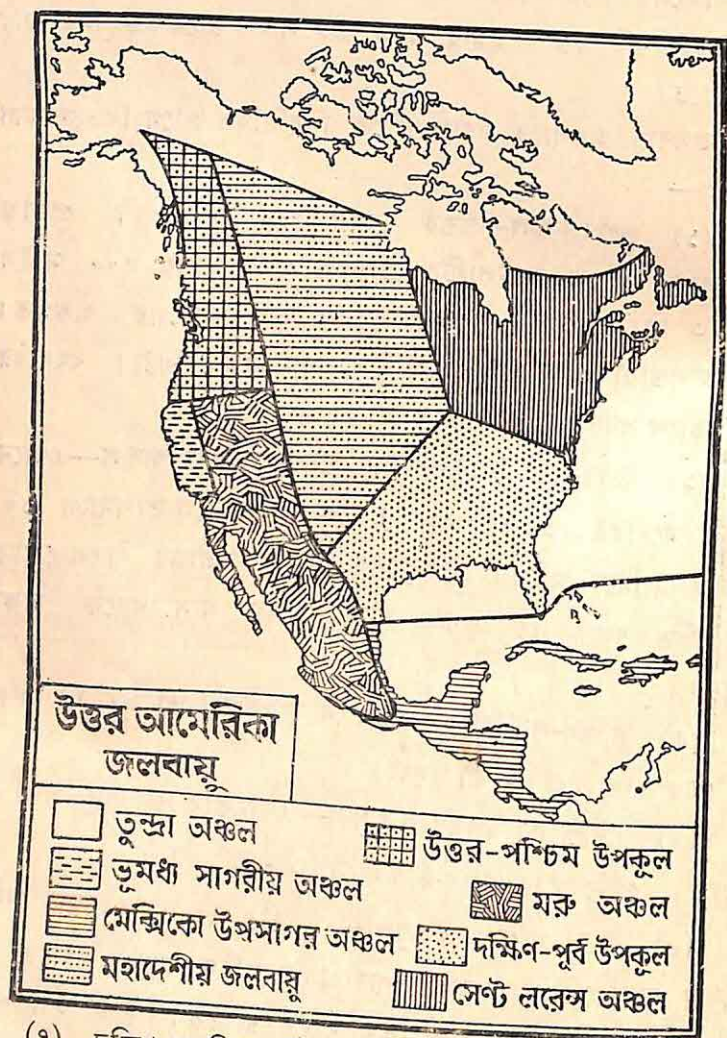 উত্তর আমেরিকা
জলবায়ু
তুন্দ্রা অঞ্চল
ভূমধ্য সাগরীয় অঞ্চল
মেক্সিকো উপসাগর অঞ্চল
মহাদেশীয় জলবায়ু
উত্তর-পশ্চিম উপকূল
মরু অঞ্চল
দক্ষিণ-পূর্ব উপকূল
সেণ্ট লরেন্স অঞ্চল